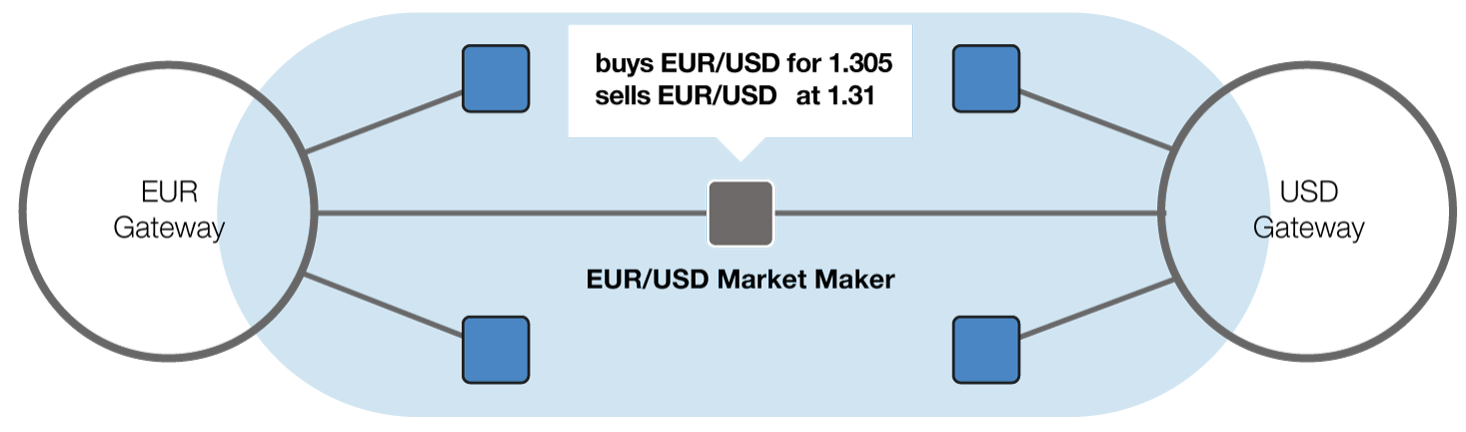 buys EUR/USD for 1.305
sells EUR/USD at 1.31
EUR
Gateway
USD
Gateway
EUR/USD Market Maker